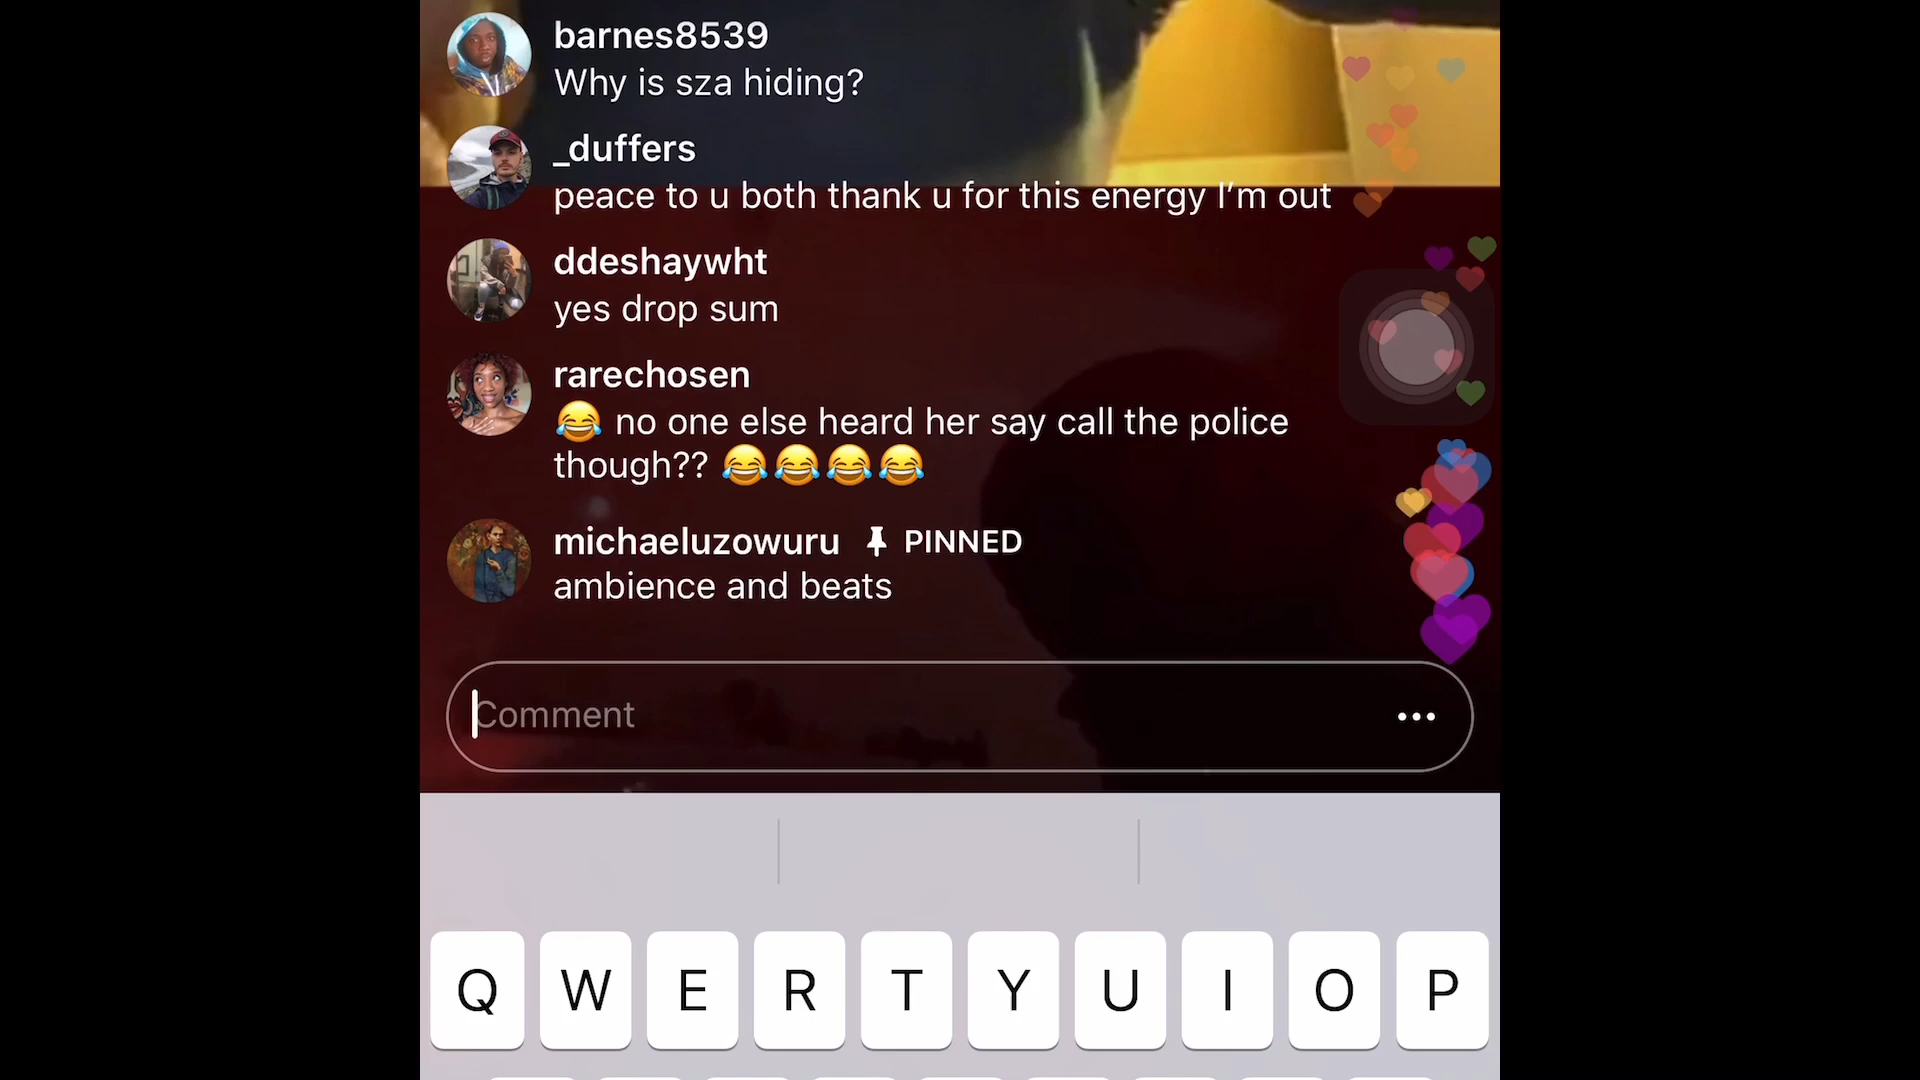 barnes8539
Why is sza hiding?
_duffers
peace to u both thank u for this energy I’m out
ddeshaywht
yes drop sum
rarechosen
😂 no one else heard her say call the police
though?? 😂😂😂😂
michaeluzowuru PINNED
ambience and beats
Comment
Q W E R T Y U I O P